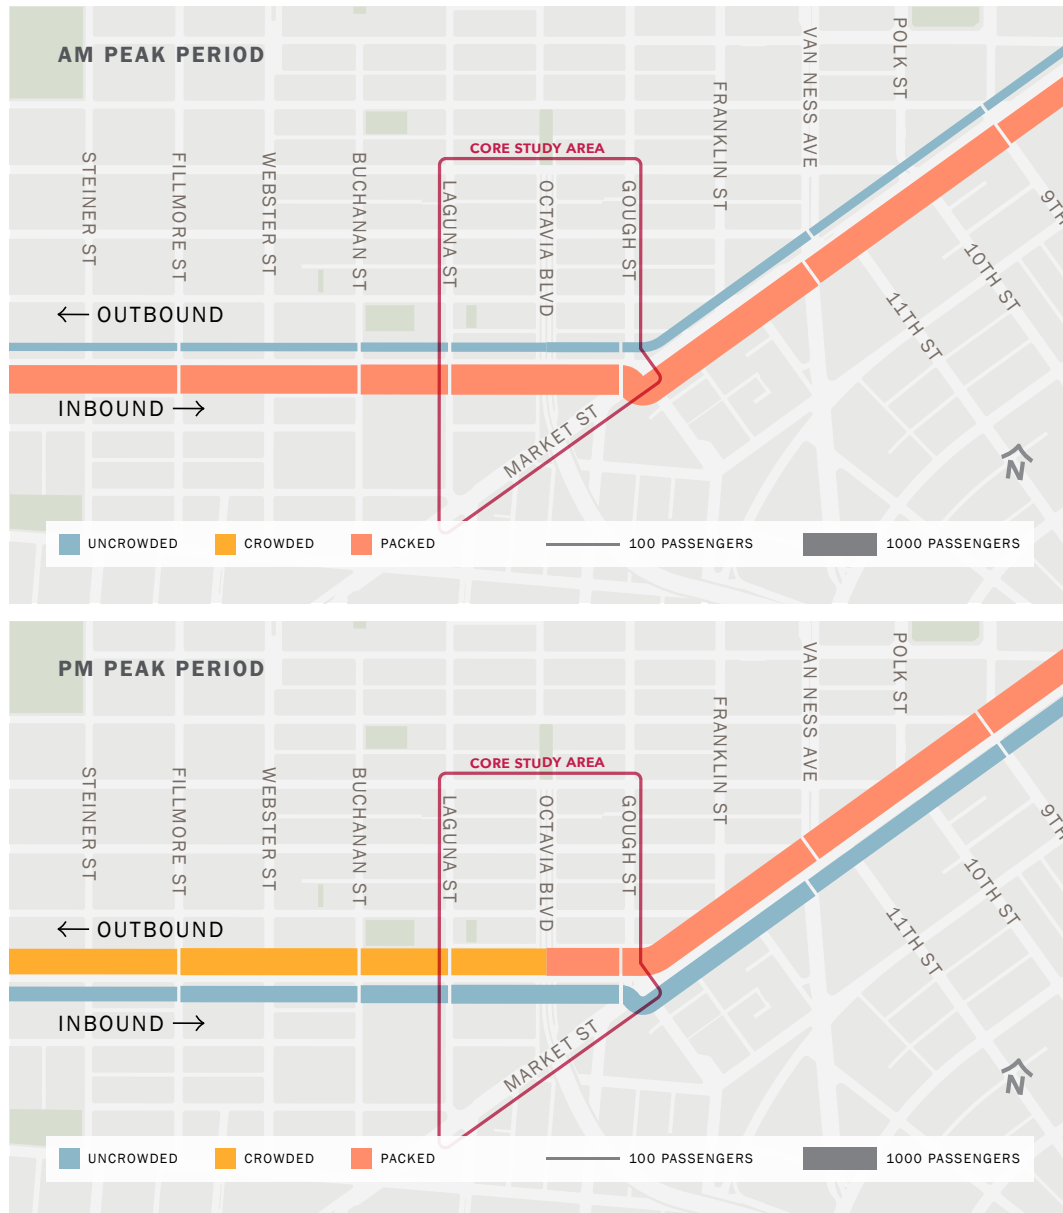 AM PEAK PERIOD
POLK ST
VAN NESS AVE
FRANKLIN ST
CORE STUDY AREA
STEINER ST
FILLMORE ST
WEBSTER ST
BUCHANAN ST
LAGUNA ST
OCTAVIA BLVD
GOUGH ST
9TH
10TH ST
11TH ST
← OUTBOUND
INBOUND →
MARKET ST
N
UNCROWDED
CROWDED
PACKED
100 PASSENGERS
1000 PASSENGERS
PM PEAK PERIOD
POLK ST
VAN NESS AVE
FRANKLIN ST
CORE STUDY AREA
STEINER ST
FILLMORE ST
WEBSTER ST
BUCHANAN ST
LAGUNA ST
OCTAVIA BLVD
GOUGH ST
9TH
10TH ST
11TH ST
← OUTBOUND
INBOUND →
MARKET ST
N
UNCROWDED
CROWDED
PACKED
100 PASSENGERS
1000 PASSENGERS